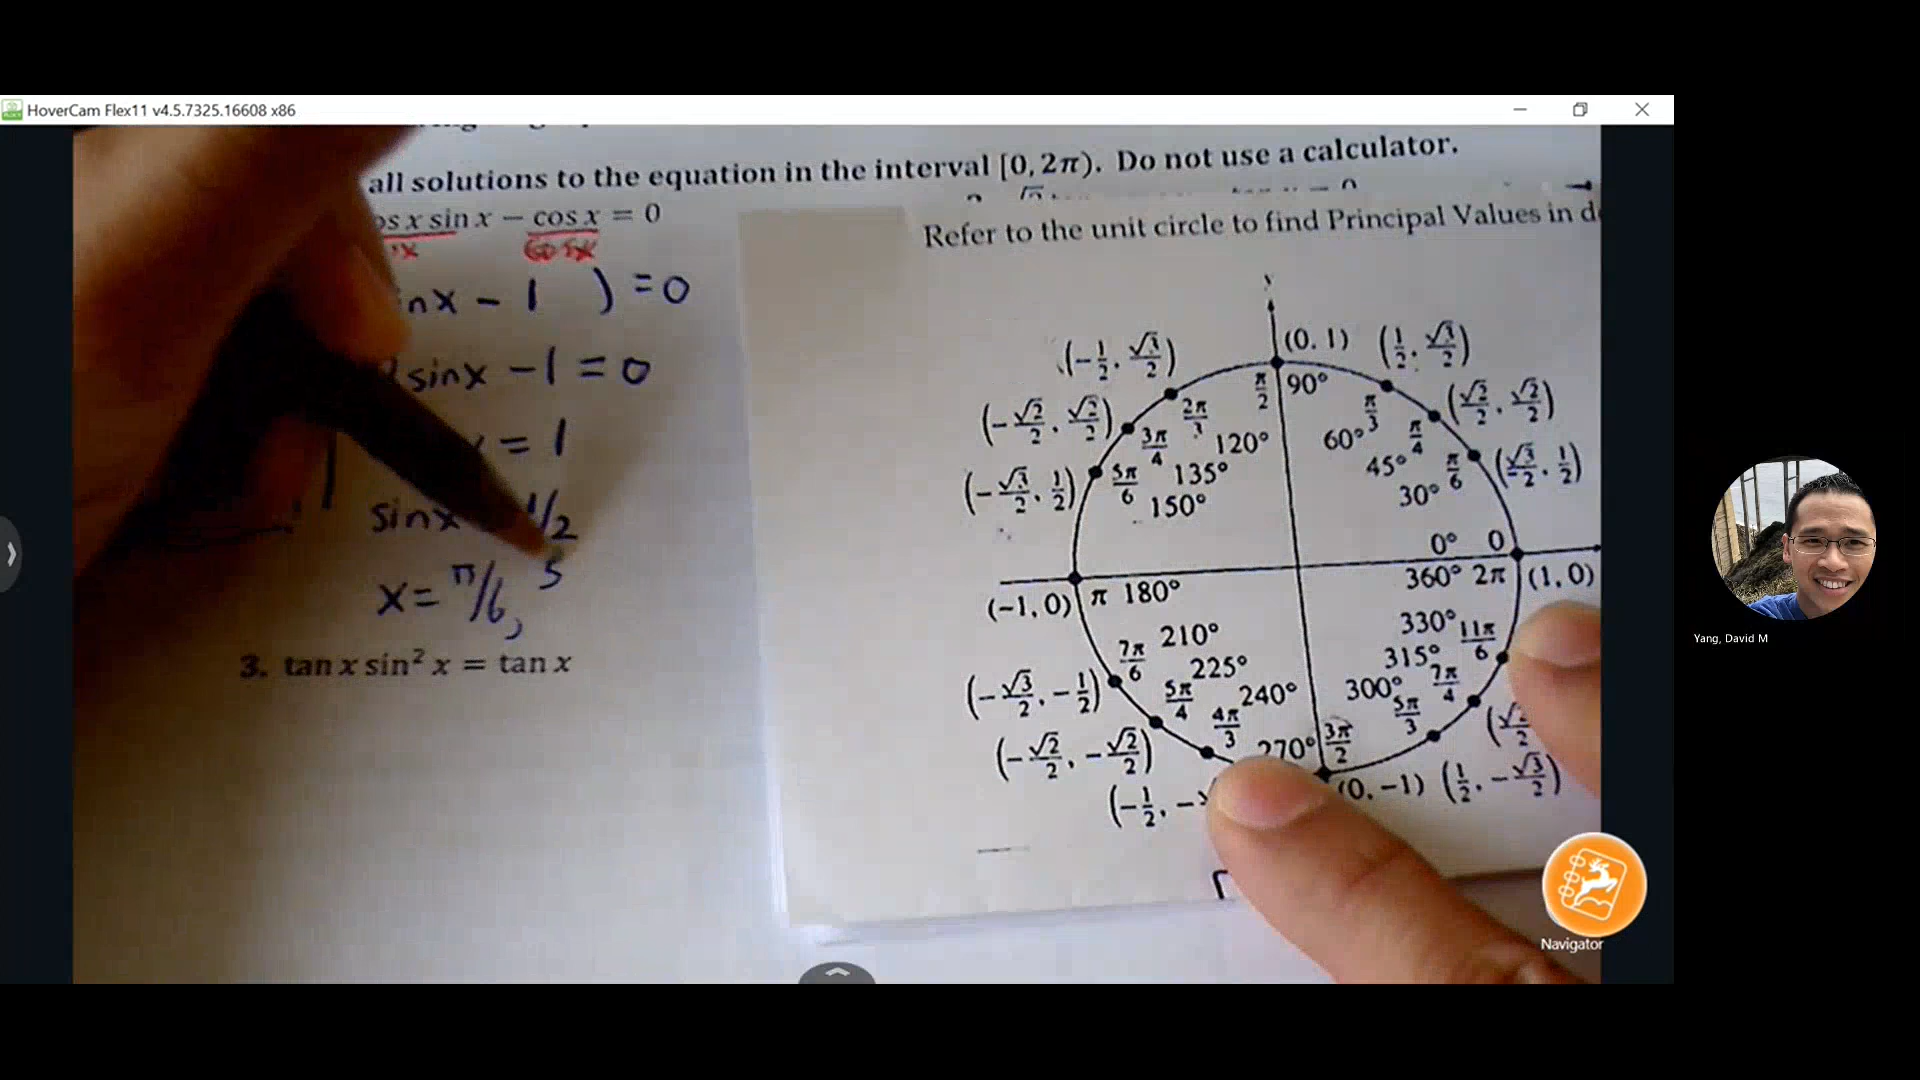 HoverCam Flex11 v4.5.7325.16608 x86
all solutions to the equation in the interval [0, 2π). Do not use a calculator.
os x sin x − cos x = 0
cosx
nx − 1 ) = 0
sinx − 1 = 0
= 1
sinx 1/2
x = π/6, 5
3. tan x sin² x = tan x
Refer to the unit circle to find Principal Values in d
y
(0, 1)
(1/2, √3/2)
(−1/2, √3/2)
π/2 90°
(√2/2, √2/2)
(−√2/2, √2/2)
2π/3
120°
60° π/3
3π/4
135°
45° π/4
(√3/2, 1/2)
(−√3/2, 1/2)
5π/6
150°
30° π/6
0° 0
360° 2π (1, 0)
(−1, 0) π 180°
7π/6 210°
330° 11π/6
5π/4 225°
315° 7π/4
(−√3/2, −1/2)
4π/3 240°
300° 5π/3
(−√2/2, −√2/2)
270° 3π/2
(−1/2, −
(0, −1) (1/2, −√3/2)
Navigator
Yang, David M